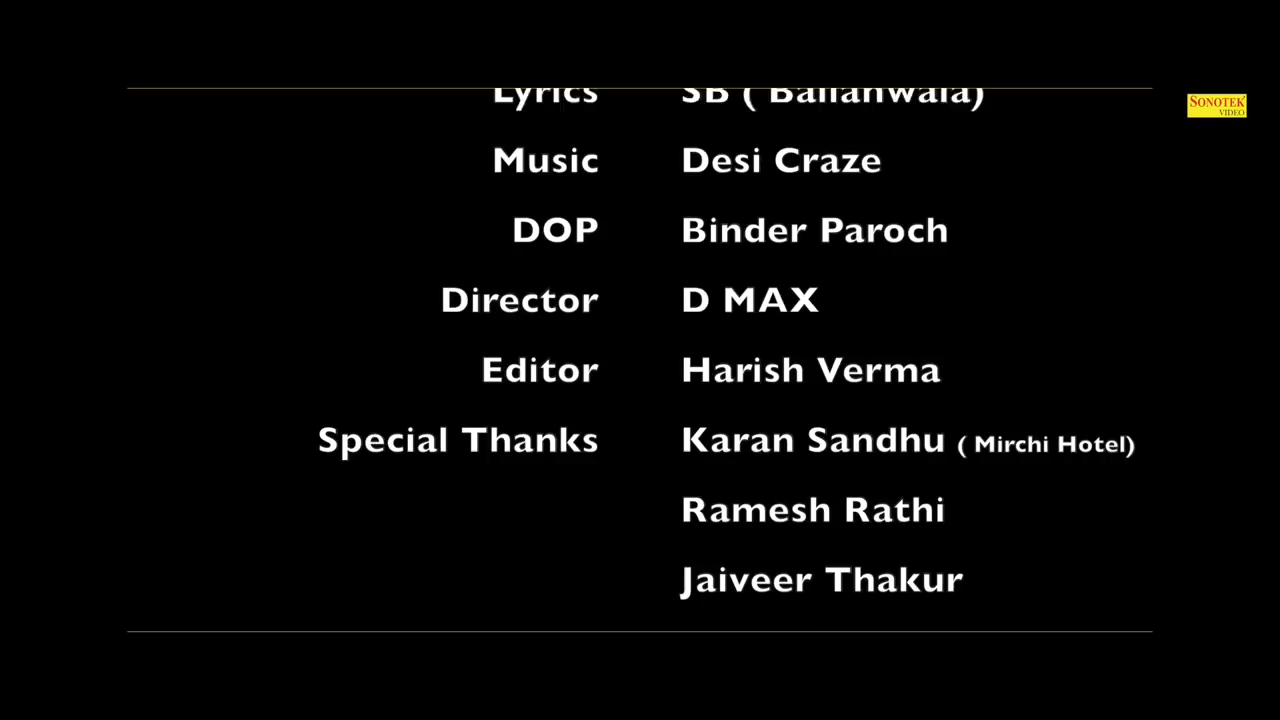 Lyrics SB ( Ballahwala)
Music Desi Craze
DOP Binder Paroch
Director D MAX
Editor Harish Verma
Special Thanks Karan Sandhu ( Mirchi Hotel)
Ramesh Rathi
Jaiveer Thakur
SONOTEK
VIDEO